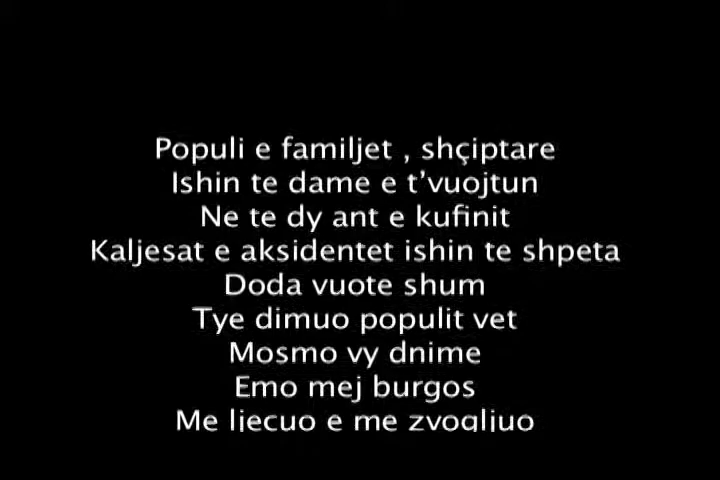 Populi e familjet , shçiptare
Ishin te dame e t'vuojtun
Ne te dy ant e kufinit
Kaljesat e aksidentet ishin te shpeta
Doda vuote shum
Tye dimuo populit vet
Mosmo vy dnime
Emo mej burgos
Me ljecuo e me zvogljuo